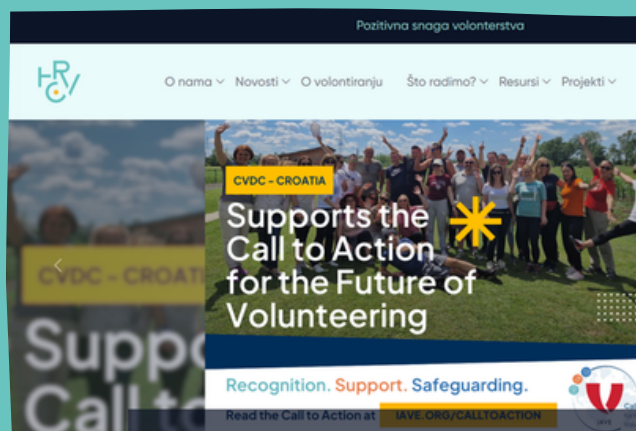 Pozitivna snaga volonterstva
HRCV
O nama Novosti O volontiranju Što radimo? Resursi Projekti
CVDC - CROATIA
Supports the
Call to Action
for the Future of
Volunteering
CVDC - CROATI
Suppo
Call to
Recognition. Support. Safeguarding.
Read the Call to Action at IAVE.ORG/CALLTOACTION
IAVE